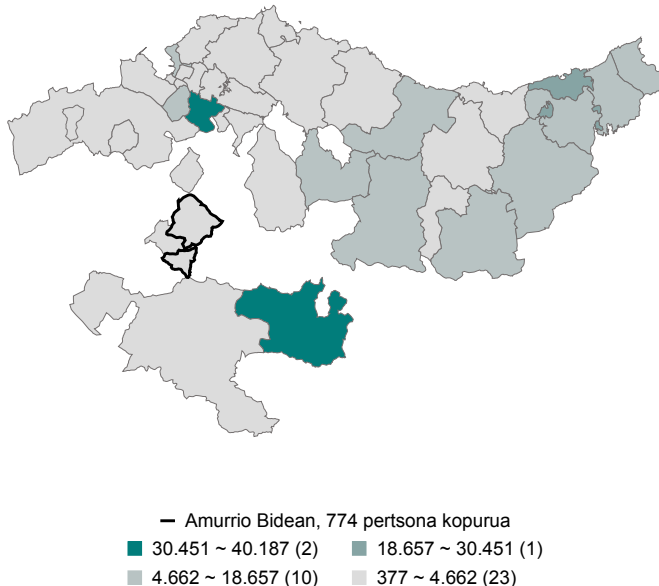 Amurrio Bidean, 774 pertsona kopurua
30.451 ~ 40.187 (2) 18.657 ~ 30.451 (1)
4.662 ~ 18.657 (10) 377 ~ 4.662 (23)